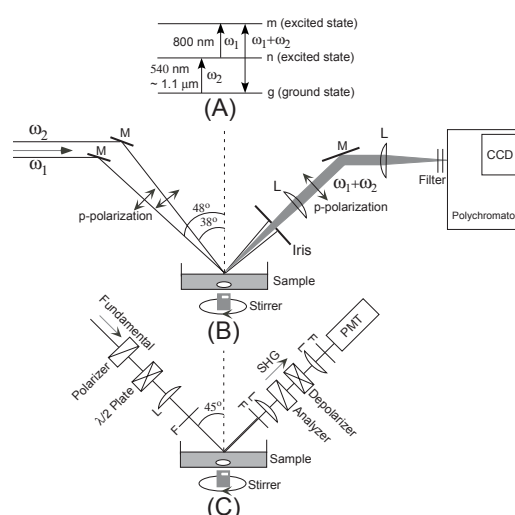 m (excited state)
800 nm
ω₁
ω₁+ω₂
n (excited state)
540 nm
~ 1.1 μm
ω₂
g (ground state)
(A)
ω₂
ω₁
M
M
p-polarization
48°
38°
M
L
L
ω₁+ω₂
p-polarization
Iris
Filter
CCD
Polychromator
Sample
Stirrer
(B)
Fundamental
Polarizer
λ/2 Plate
L
F
45°
F
L
SHG
Analyzer
Depolarizer
L
F
PMT
Sample
Stirrer
(C)